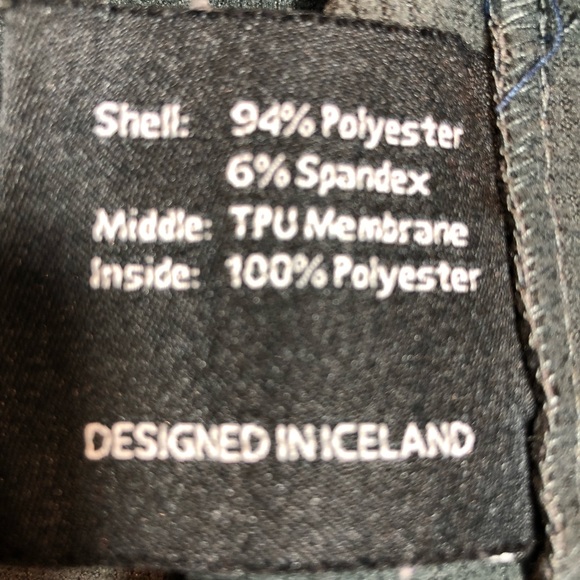 Shell: 94% Polyester
6% Spandex
Middle: TPU Membrane
Inside: 100% Polyester
DESIGNED IN ICELAND